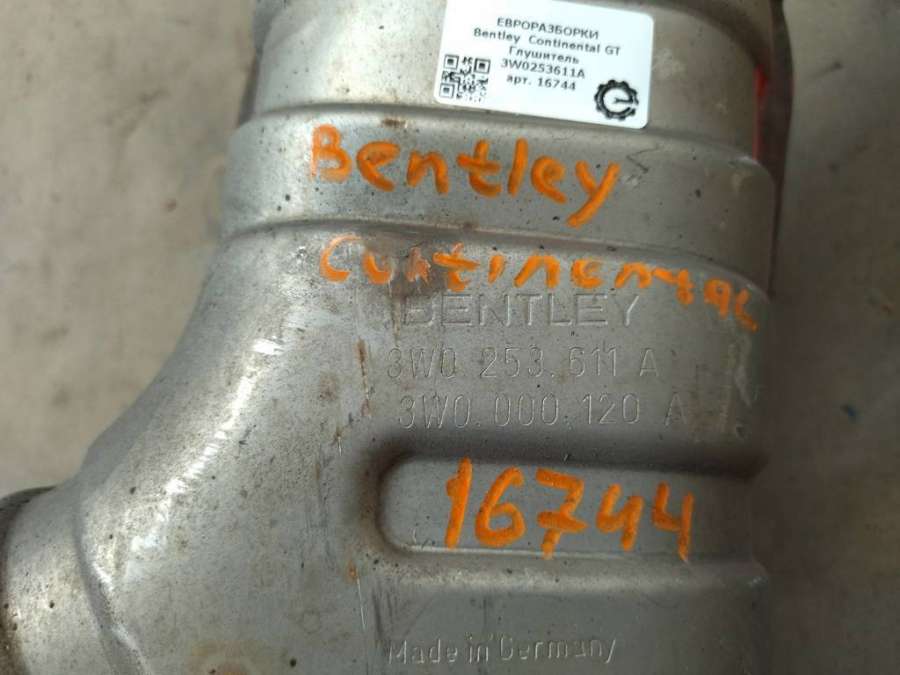 ЕВРОРАЗБОРКИ
Bentley Continental GT
Глушитель
3W0253611A
арт. 16744
Bentley
Continental
BENTLEY
3W0 253.611 A
3W0.000.120 A
16744
Made in Germany